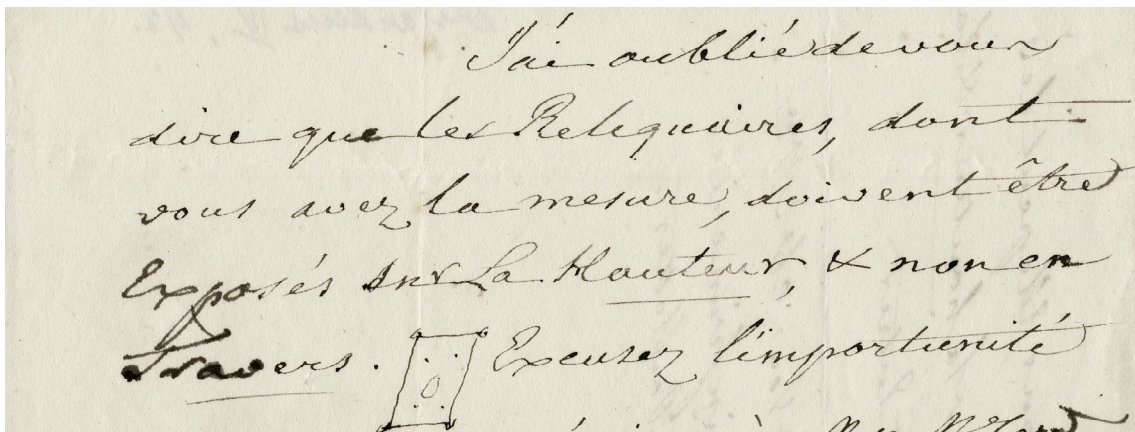 J'ai oublié de vous
dire que les Reliquaires, dont
vous avez la mesure, doivent être
Exposés sur La Hauteur, & non en
Travers. Excusez l'importunité